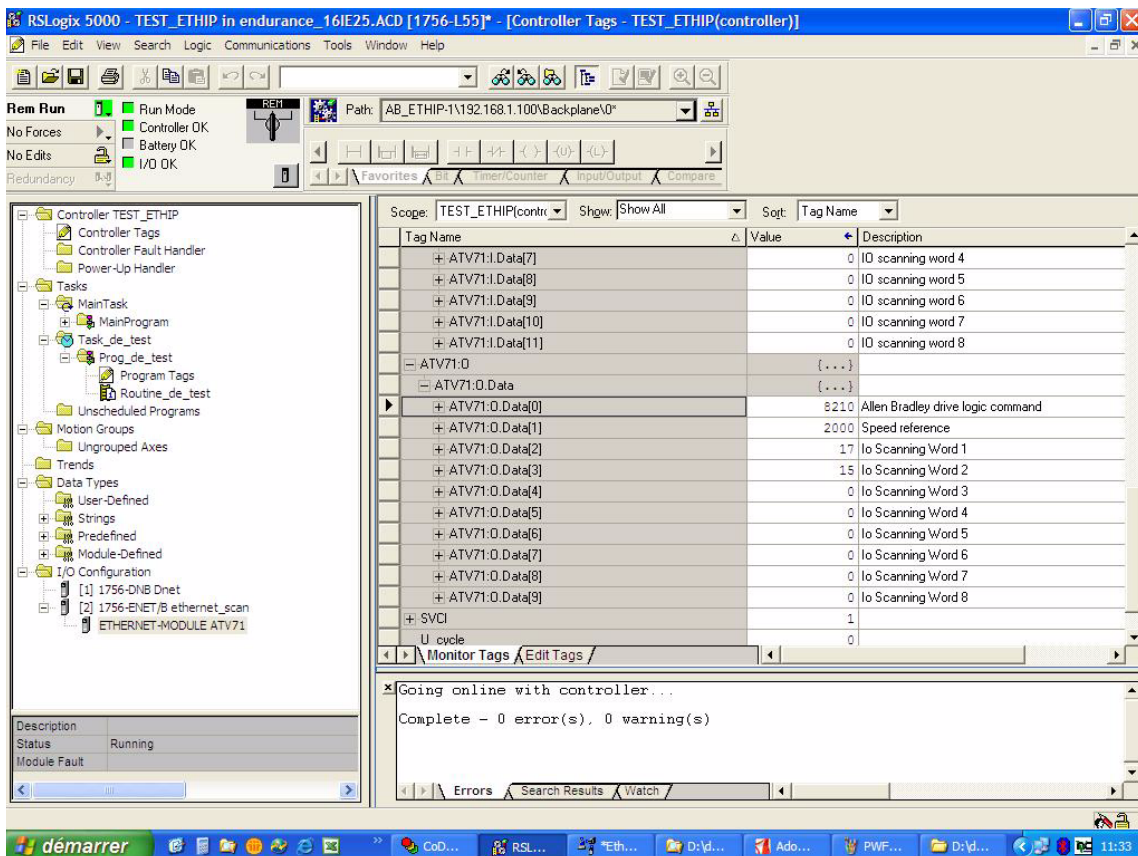 RSLogix 5000 - TEST_ETHIP in endurance_16IE25.ACD [1756-L55]* - [Controller Tags - TEST_ETHIP(controller)]
File Edit View Search Logic Communications Tools Window Help
Rem Run
No Forces
No Edits
Redundancy
Run Mode
Controller OK
Battery OK
I/O OK
REM
Path: AB_ETHIP-1\192.168.1.100\Backplane\0*
Favorites Bit Timer/Counter Input/Output Compare
Controller TEST_ETHIP
Controller Tags
Controller Fault Handler
Power-Up Handler
Tasks
MainTask
MainProgram
Task_de_test
Prog_de_test
Program Tags
Routine_de_test
Unscheduled Programs
Motion Groups
Ungrouped Axes
Trends
Data Types
User-Defined
Strings
Predefined
Module-Defined
I/O Configuration
[1] 1756-DNB Dnet
[2] 1756-ENET/B ethernet_scan
ETHERNET-MODULE ATV71
Description
Status Running
Module Fault
Scope: TEST_ETHIP(contrc Show: Show All Sort: Tag Name
Tag Name Value Description
ATV71:I.Data[7] 0 IO scanning word 4
ATV71:I.Data[8] 0 IO scanning word 5
ATV71:I.Data[9] 0 IO scanning word 6
ATV71:I.Data[10] 0 IO scanning word 7
ATV71:I.Data[11] 0 IO scanning word 8
ATV71:O {...}
ATV71:O.Data {...}
ATV71:O.Data[0] 8210 Allen Bradley drive logic command
ATV71:O.Data[1] 2000 Speed reference
ATV71:O.Data[2] 17 Io Scanning Word 1
ATV71:O.Data[3] 15 Io Scanning Word 2
ATV71:O.Data[4] 0 Io Scanning Word 3
ATV71:O.Data[5] 0 Io Scanning Word 4
ATV71:O.Data[6] 0 Io Scanning Word 5
ATV71:O.Data[7] 0 Io Scanning Word 6
ATV71:O.Data[8] 0 Io Scanning Word 7
ATV71:O.Data[9] 0 Io Scanning Word 8
SVCI 1
U_cycle 0
Monitor Tags Edit Tags
Going online with controller...
Complete - 0 error(s), 0 warning(s)
Errors Search Results Watch
démarrer CoD... RSL... *Eth... D:\d... Ado... PWF... D:\d... 11:33